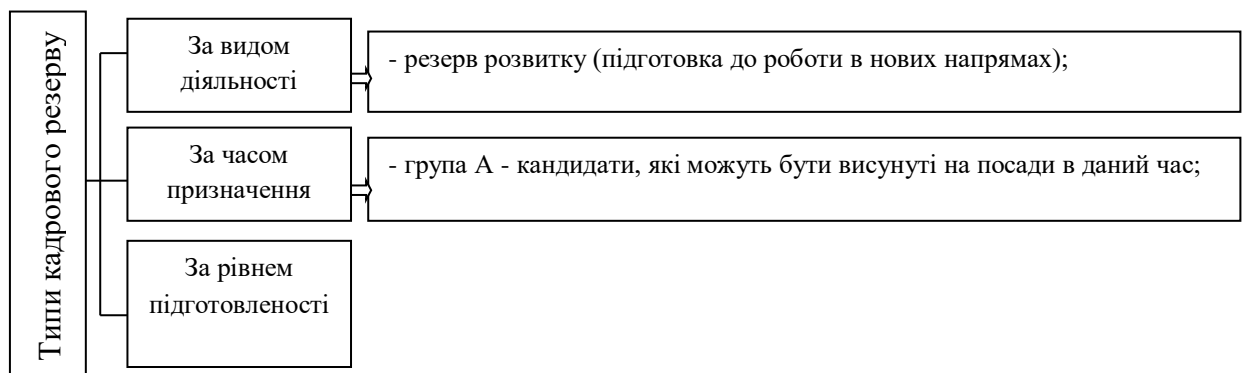 Типи кадрового резерву
За видом
діяльності
- резерв розвитку (підготовка до роботи в нових напрямах);
За часом
призначення
- група А - кандидати, які можуть бути висунуті на посади в даний час;
За рівнем
підготовленості